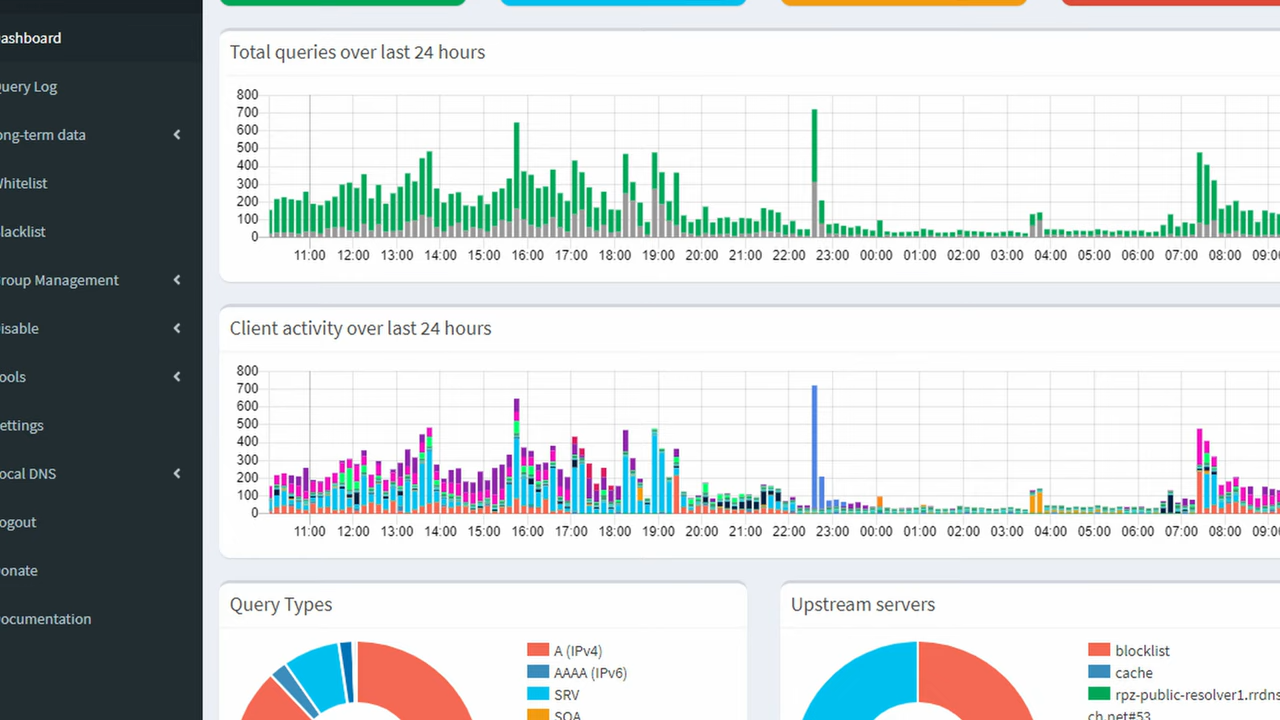 ashboard
uery Log
ong-term data
hitelist
lacklist
roup Management
isable
ools
ettings
ocal DNS
ogout
onate
ocumentation
Total queries over last 24 hours
800
700
600
500
400
300
200
100
0
11:00 12:00 13:00 14:00 15:00 16:00 17:00 18:00 19:00 20:00 21:00 22:00 23:00 00:00 01:00 02:00 03:00 04:00 05:00 06:00 07:00 08:00 09:0
Client activity over last 24 hours
800
700
600
500
400
300
200
100
0
11:00 12:00 13:00 14:00 15:00 16:00 17:00 18:00 19:00 20:00 21:00 22:00 23:00 00:00 01:00 02:00 03:00 04:00 05:00 06:00 07:00 08:00 09:0
Query Types
A (IPv4)
AAAA (IPv6)
SRV
SOA
Upstream servers
blocklist
cache
rpz-public-resolver1.rrdns
ch.net#53